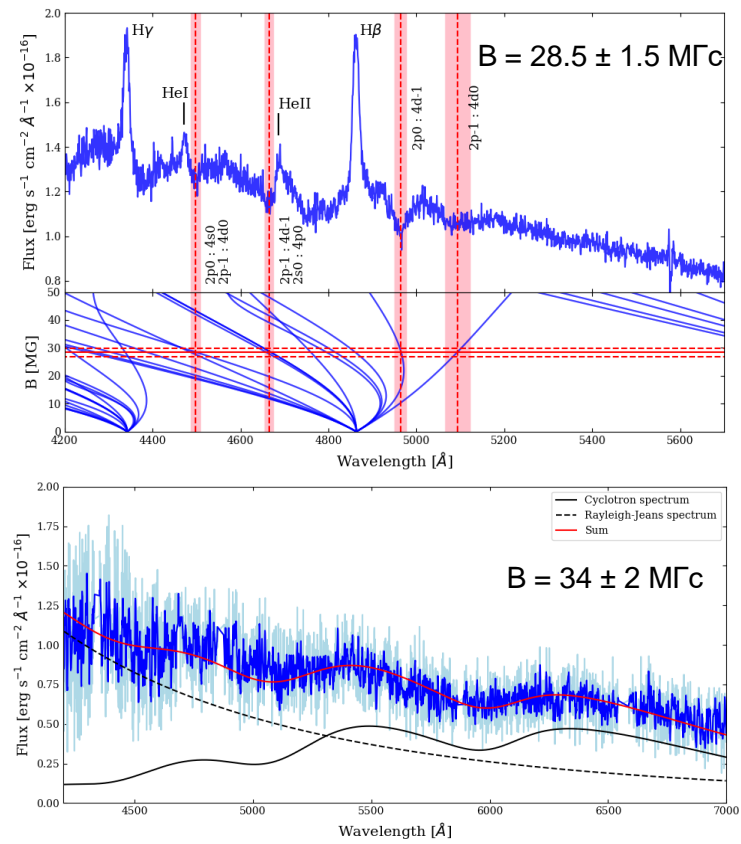 Flux [erg s⁻¹ cm⁻² Å⁻¹ ×10⁻¹⁶]
2.0
1.8
1.6
1.4
1.2
1.0
0.8
Hγ
HeI
HeII
Hβ
B = 28.5 ± 1.5 МГс
2p0 : 4s0
2p-1 : 4d0
2p-1 : 4d-1
2s0 : 4p0
2p0 : 4d-1
2p-1 : 4d0
B [MG]
50
40
30
20
10
0
4200 4400 4600 4800 5000 5200 5400 5600
Wavelength [Å]
Flux [erg s⁻¹ cm⁻² Å⁻¹ ×10⁻¹⁶]
2.00
1.75
1.50
1.25
1.00
0.75
0.50
0.25
0.00
Cyclotron spectrum
Rayleigh-Jeans spectrum
Sum
B = 34 ± 2 МГс
4500 5000 5500 6000 6500 7000
Wavelength [Å]